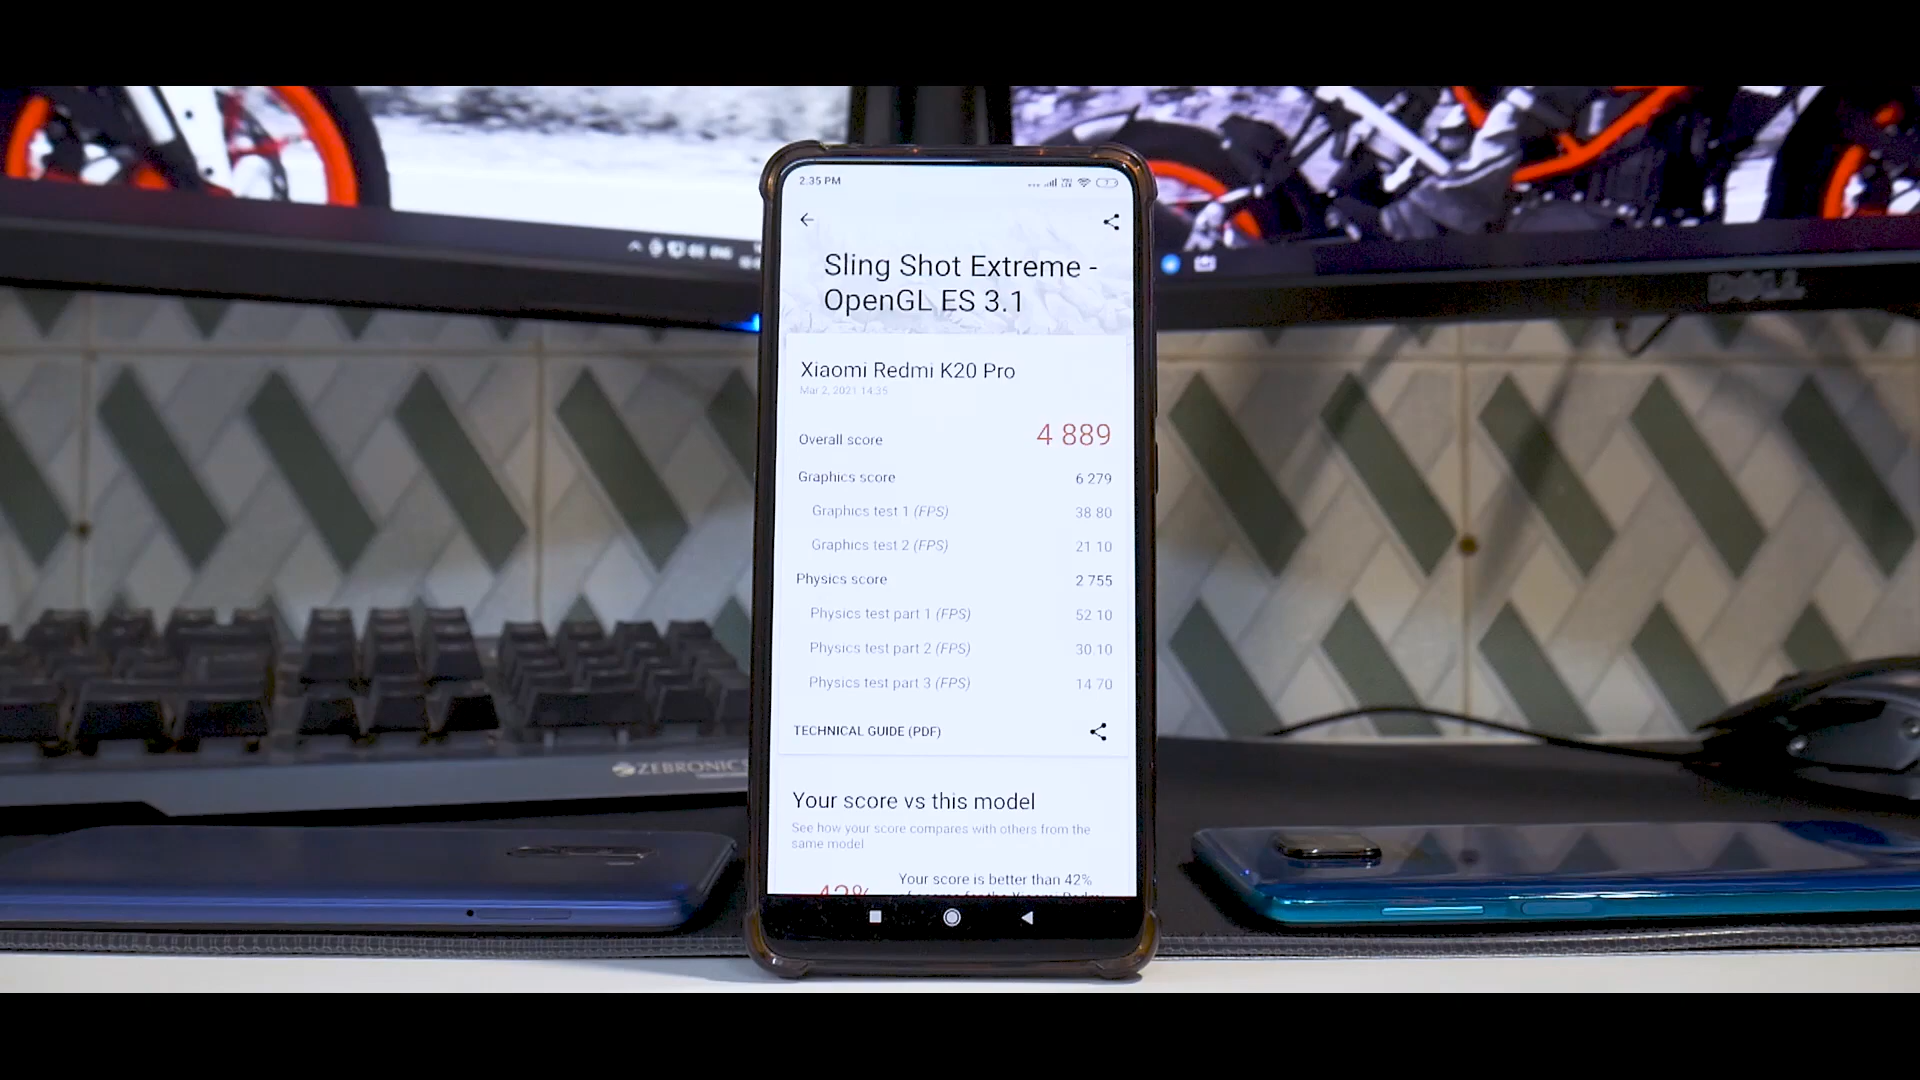 2:35 PM
Sling Shot Extreme -
OpenGL ES 3.1
Xiaomi Redmi K20 Pro
Mar 2, 2021 14:35
Overall score 4 889
Graphics score 6 279
Graphics test 1 (FPS) 38.80
Graphics test 2 (FPS) 21.10
Physics score 2 755
Physics test part 1 (FPS) 52.10
Physics test part 2 (FPS) 30.10
Physics test part 3 (FPS) 14.70
TECHNICAL GUIDE (PDF)
Your score vs this model
See how your score compares with others from the
same model
42%
Your score is better than 42%
ENG
DELL
ZEBRONICS